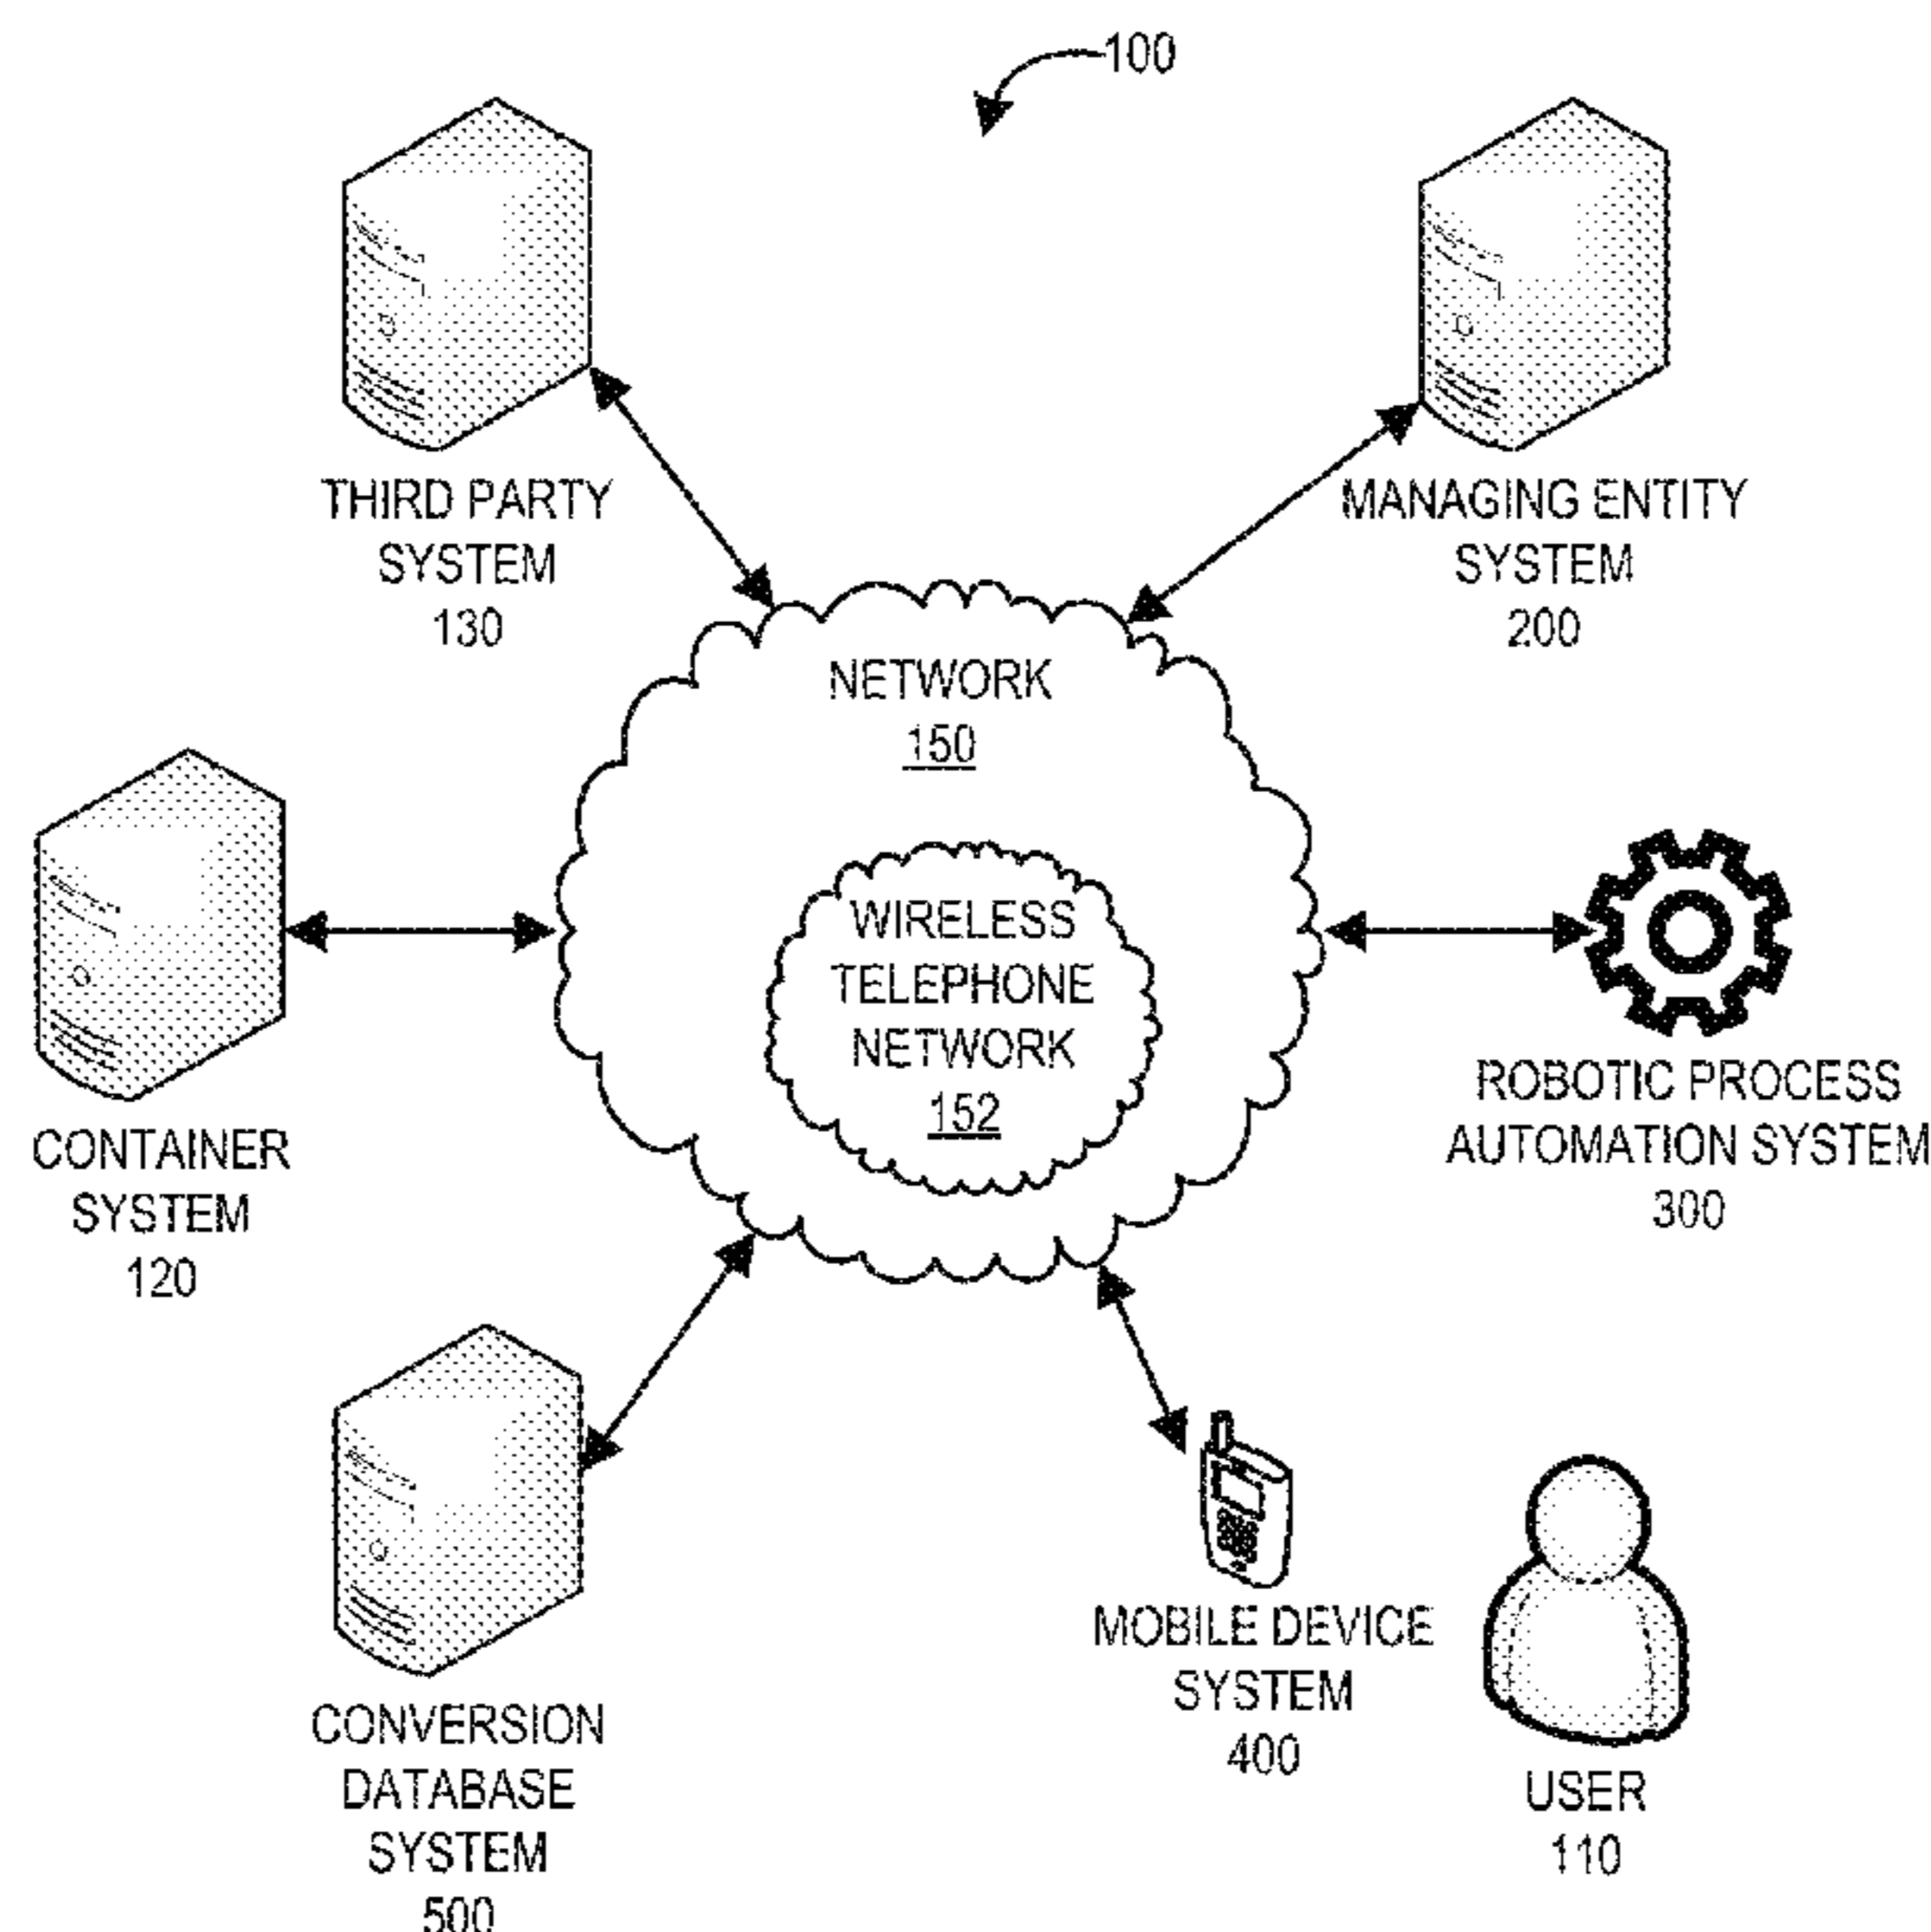 100
THIRD PARTY
SYSTEM
130
MANAGING ENTITY
SYSTEM
200
NETWORK
150
WIRELESS
TELEPHONE
NETWORK
152
CONTAINER
SYSTEM
120
ROBOTIC PROCESS
AUTOMATION SYSTEM
300
CONVERSION
DATABASE
SYSTEM
500
MOBILE DEVICE
SYSTEM
400
USER
110